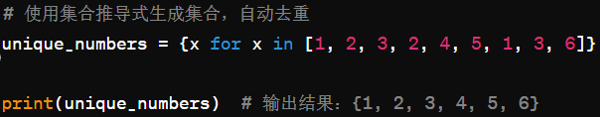 # 使用集合推导式生成集合，自动去重
unique_numbers = {x for x in [1, 2, 3, 2, 4, 5, 1, 3, 6]}
print(unique_numbers)  # 输出结果：{1, 2, 3, 4, 5, 6}